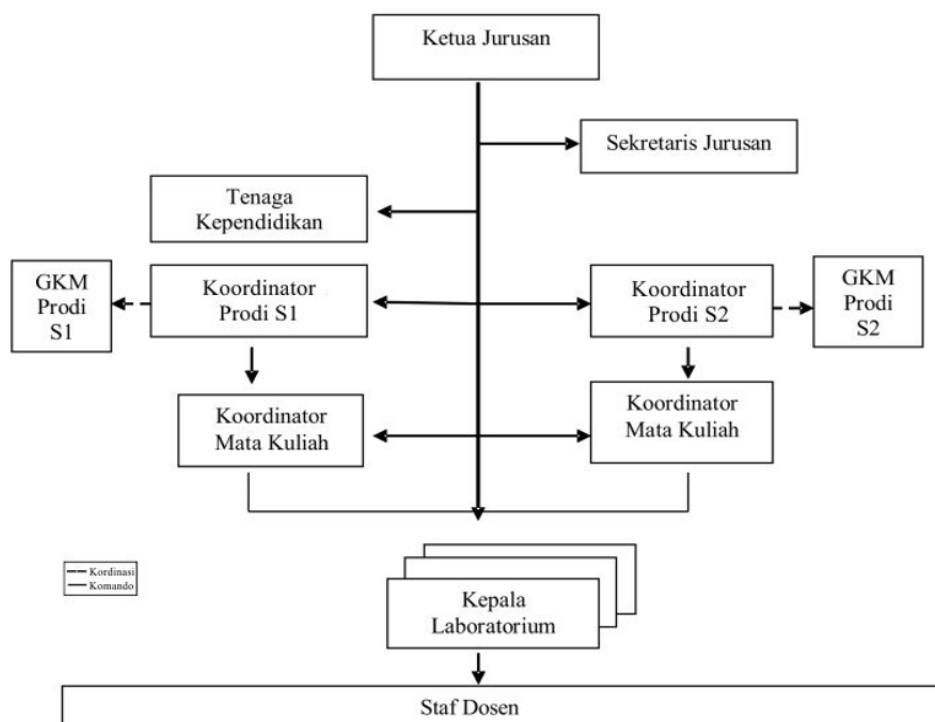 Ketua Jurusan
Sekretaris Jurusan
Tenaga
Kependidikan
GKM
Prodi
S1
Koordinator
Prodi S1
Koordinator
Prodi S2
GKM
Prodi
S2
Koordinator
Mata Kuliah
Koordinator
Mata Kuliah
Kordinasi
Komando
Kepala
Laboratorium
Staf Dosen